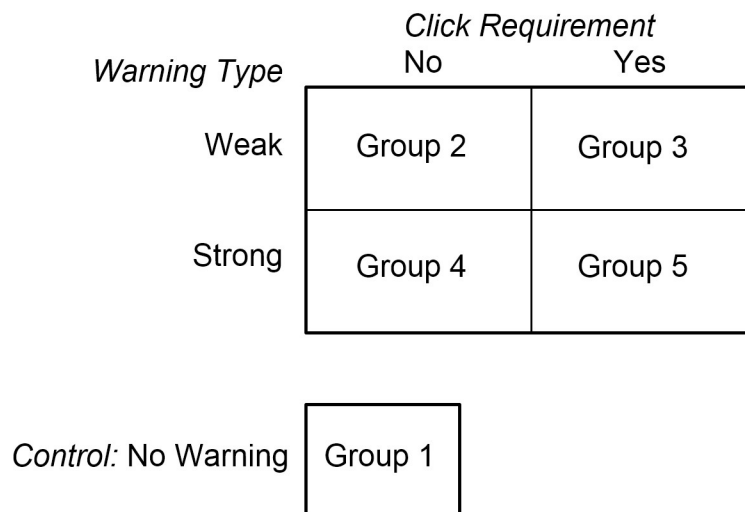 Click Requirement
Warning Type No Yes
Weak Group 2 Group 3
Strong Group 4 Group 5
Control: No Warning Group 1